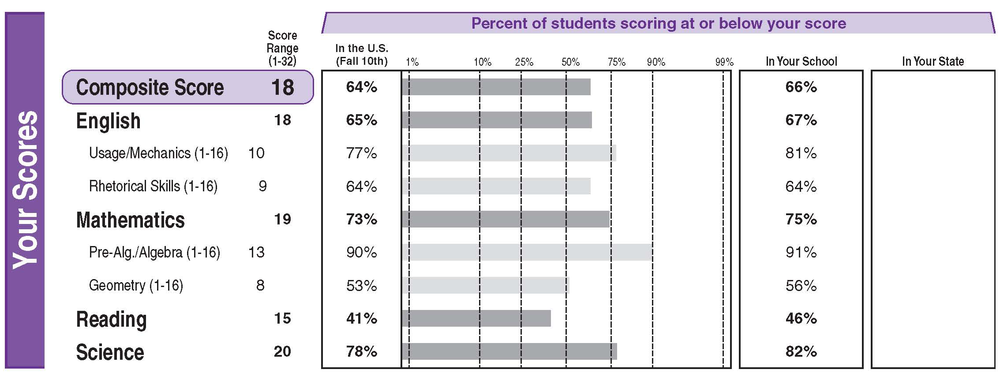 Your Scores
Percent of students scoring at or below your score
Score
Range
(1-32)
In the U.S.
(Fall 10th)
1% 10% 25% 50% 75% 90% 99%
In Your School
In Your State
Composite Score 18 64% 66%
English 18 65% 67%
Usage/Mechanics (1-16) 10 77% 81%
Rhetorical Skills (1-16) 9 64% 64%
Mathematics 19 73% 75%
Pre-Alg./Algebra (1-16) 13 90% 91%
Geometry (1-16) 8 53% 56%
Reading 15 41% 46%
Science 20 78% 82%